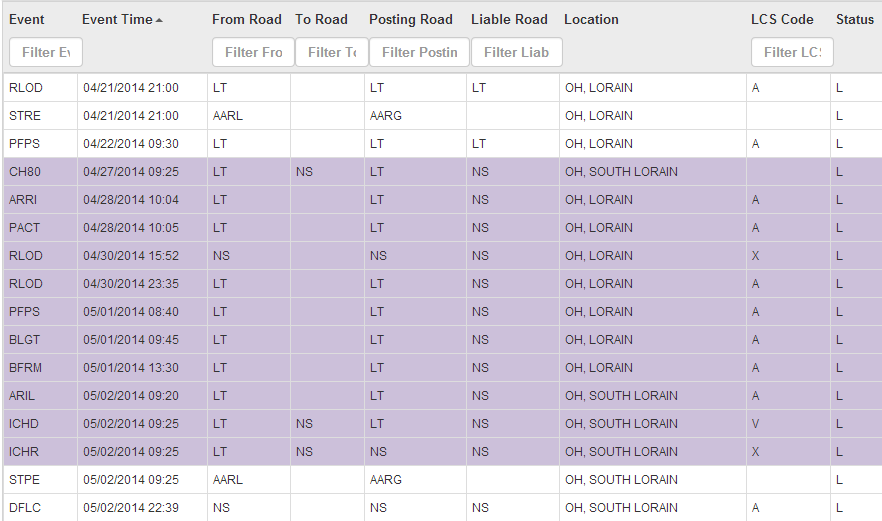 Event Event Time From Road To Road Posting Road Liable Road Location LCS Code Status
Filter Ev Filter Fro Filter To Filter Postin Filter Liab Filter LCS
RLOD 04/21/2014 21:00 LT LT LT OH, LORAIN A L
STRE 04/21/2014 21:00 AARL AARG OH, LORAIN L
PFPS 04/22/2014 09:30 LT LT LT OH, LORAIN A L
CH80 04/27/2014 09:25 LT NS LT NS OH, SOUTH LORAIN L
ARRI 04/28/2014 10:04 LT LT NS OH, LORAIN A L
PACT 04/28/2014 10:05 LT LT NS OH, LORAIN A L
RLOD 04/30/2014 15:52 NS NS NS OH, LORAIN X L
RLOD 04/30/2014 23:35 LT LT NS OH, LORAIN A L
PFPS 05/01/2014 08:40 LT LT NS OH, LORAIN A L
BLGT 05/01/2014 09:45 LT LT NS OH, LORAIN A L
BFRM 05/01/2014 13:30 LT LT NS OH, LORAIN A L
ARIL 05/02/2014 09:20 LT LT NS OH, SOUTH LORAIN A L
ICHD 05/02/2014 09:25 LT NS LT NS OH, SOUTH LORAIN V L
ICHR 05/02/2014 09:25 LT NS NS NS OH, SOUTH LORAIN X L
STPE 05/02/2014 09:25 AARL AARG OH, SOUTH LORAIN L
DFLC 05/02/2014 22:39 NS NS NS OH, SOUTH LORAIN A L